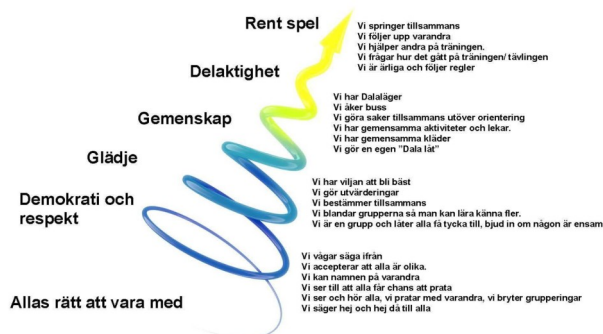 Rent spel
Vi springer tillsammans
Vi följer upp varandra
Vi hjälper andra på träningen.
Vi frågar hur det gått på träningen/ tävlingen
Vi är ärliga och följer regler
Delaktighet
Gemenskap
Vi har Dalaläger
Vi åker buss
Vi göra saker tillsammans utöver orientering
Vi har gemensamma aktiviteter och lekar.
Vi har gemensamma kläder
Vi gör en egen ”Dala låt”
Glädje
Demokrati och
respekt
Vi har viljan att bli bäst
Vi gör utvärderingar
Vi bestämmer tillsammans
Vi blandar grupperna så man kan lära känna fler.
Vi är en grupp och låter alla få tycka till, bjud in om någon är ensam
Allas rätt att vara med
Vi vågar säga ifrån
Vi accepterar att alla är olika.
Vi kan namnen på varandra
Vi ser till att alla får chans att prata
Vi ser och hör alla, vi pratar med varandra, vi bryter grupperingar
Vi säger hej och hej då till alla